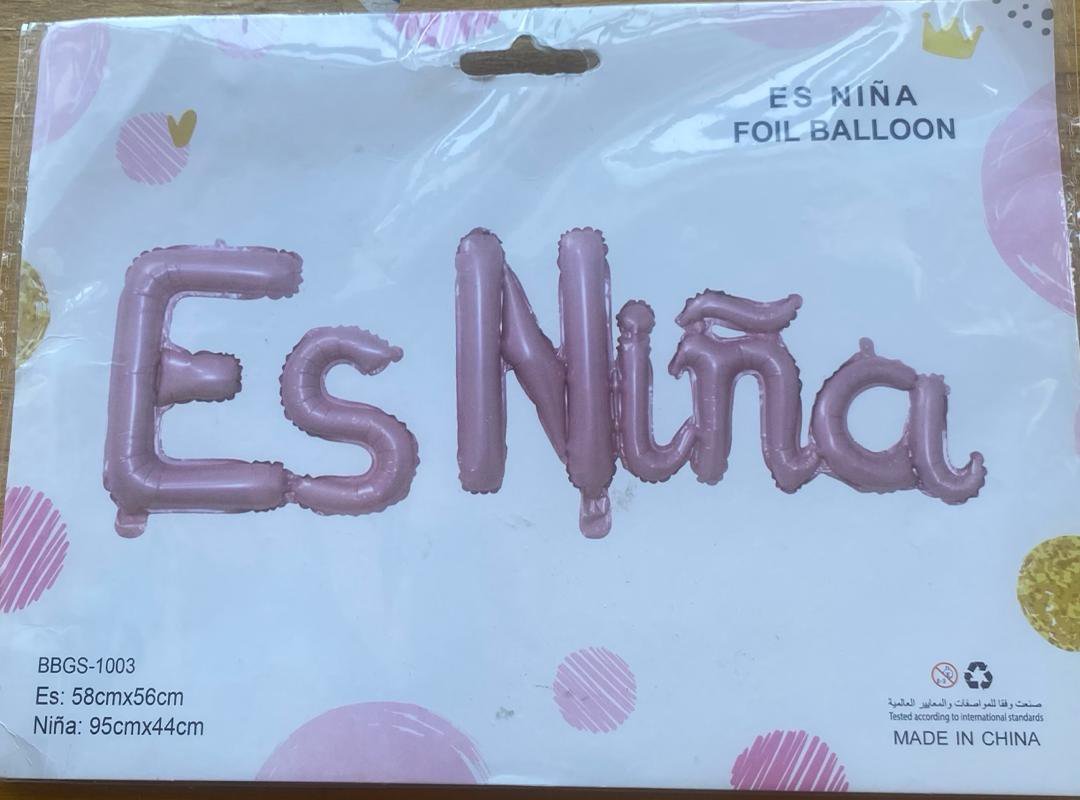 ES NIÑA
FOIL BALLOON
Es Niña
BBGS-1003
Es: 58cmx56cm
Niña: 95cmx44cm
صنعت وفقا للمواصفات والمعايير العالمية
Tested according to international standards
MADE IN CHINA